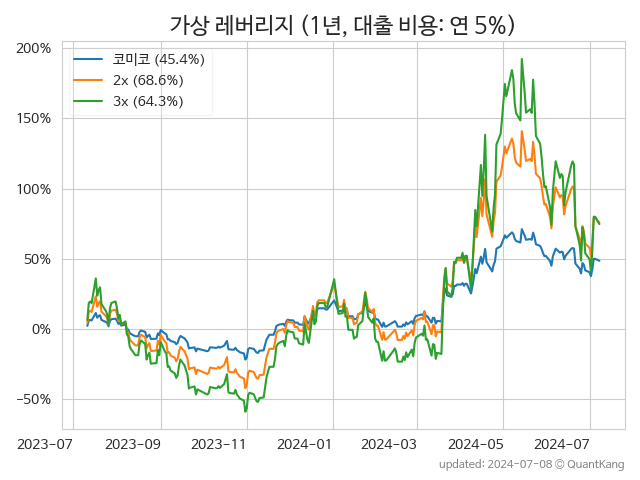 가상 레버리지 (1년, 대출 비용: 연 5%)
코미코 (45.4%)
2x (68.6%)
3x (64.3%)
200%
150%
100%
50%
0%
−50%
2023-07 2023-09 2023-11 2024-01 2024-03 2024-05 2024-07
updated: 2024-07-08 © QuantKang